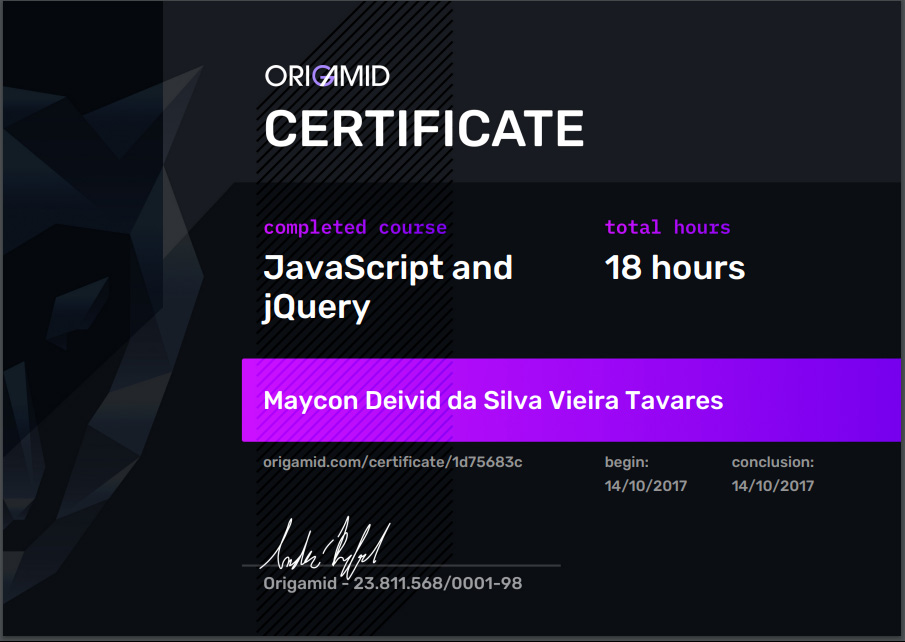 ORIGAMID
CERTIFICATE
completed course
JavaScript and
jQuery
total hours
18 hours
Maycon Deivid da Silva Vieira Tavares
origamid.com/certificate/1d75683c
begin:
14/10/2017
conclusion:
14/10/2017
Origamid - 23.811.568/0001-98